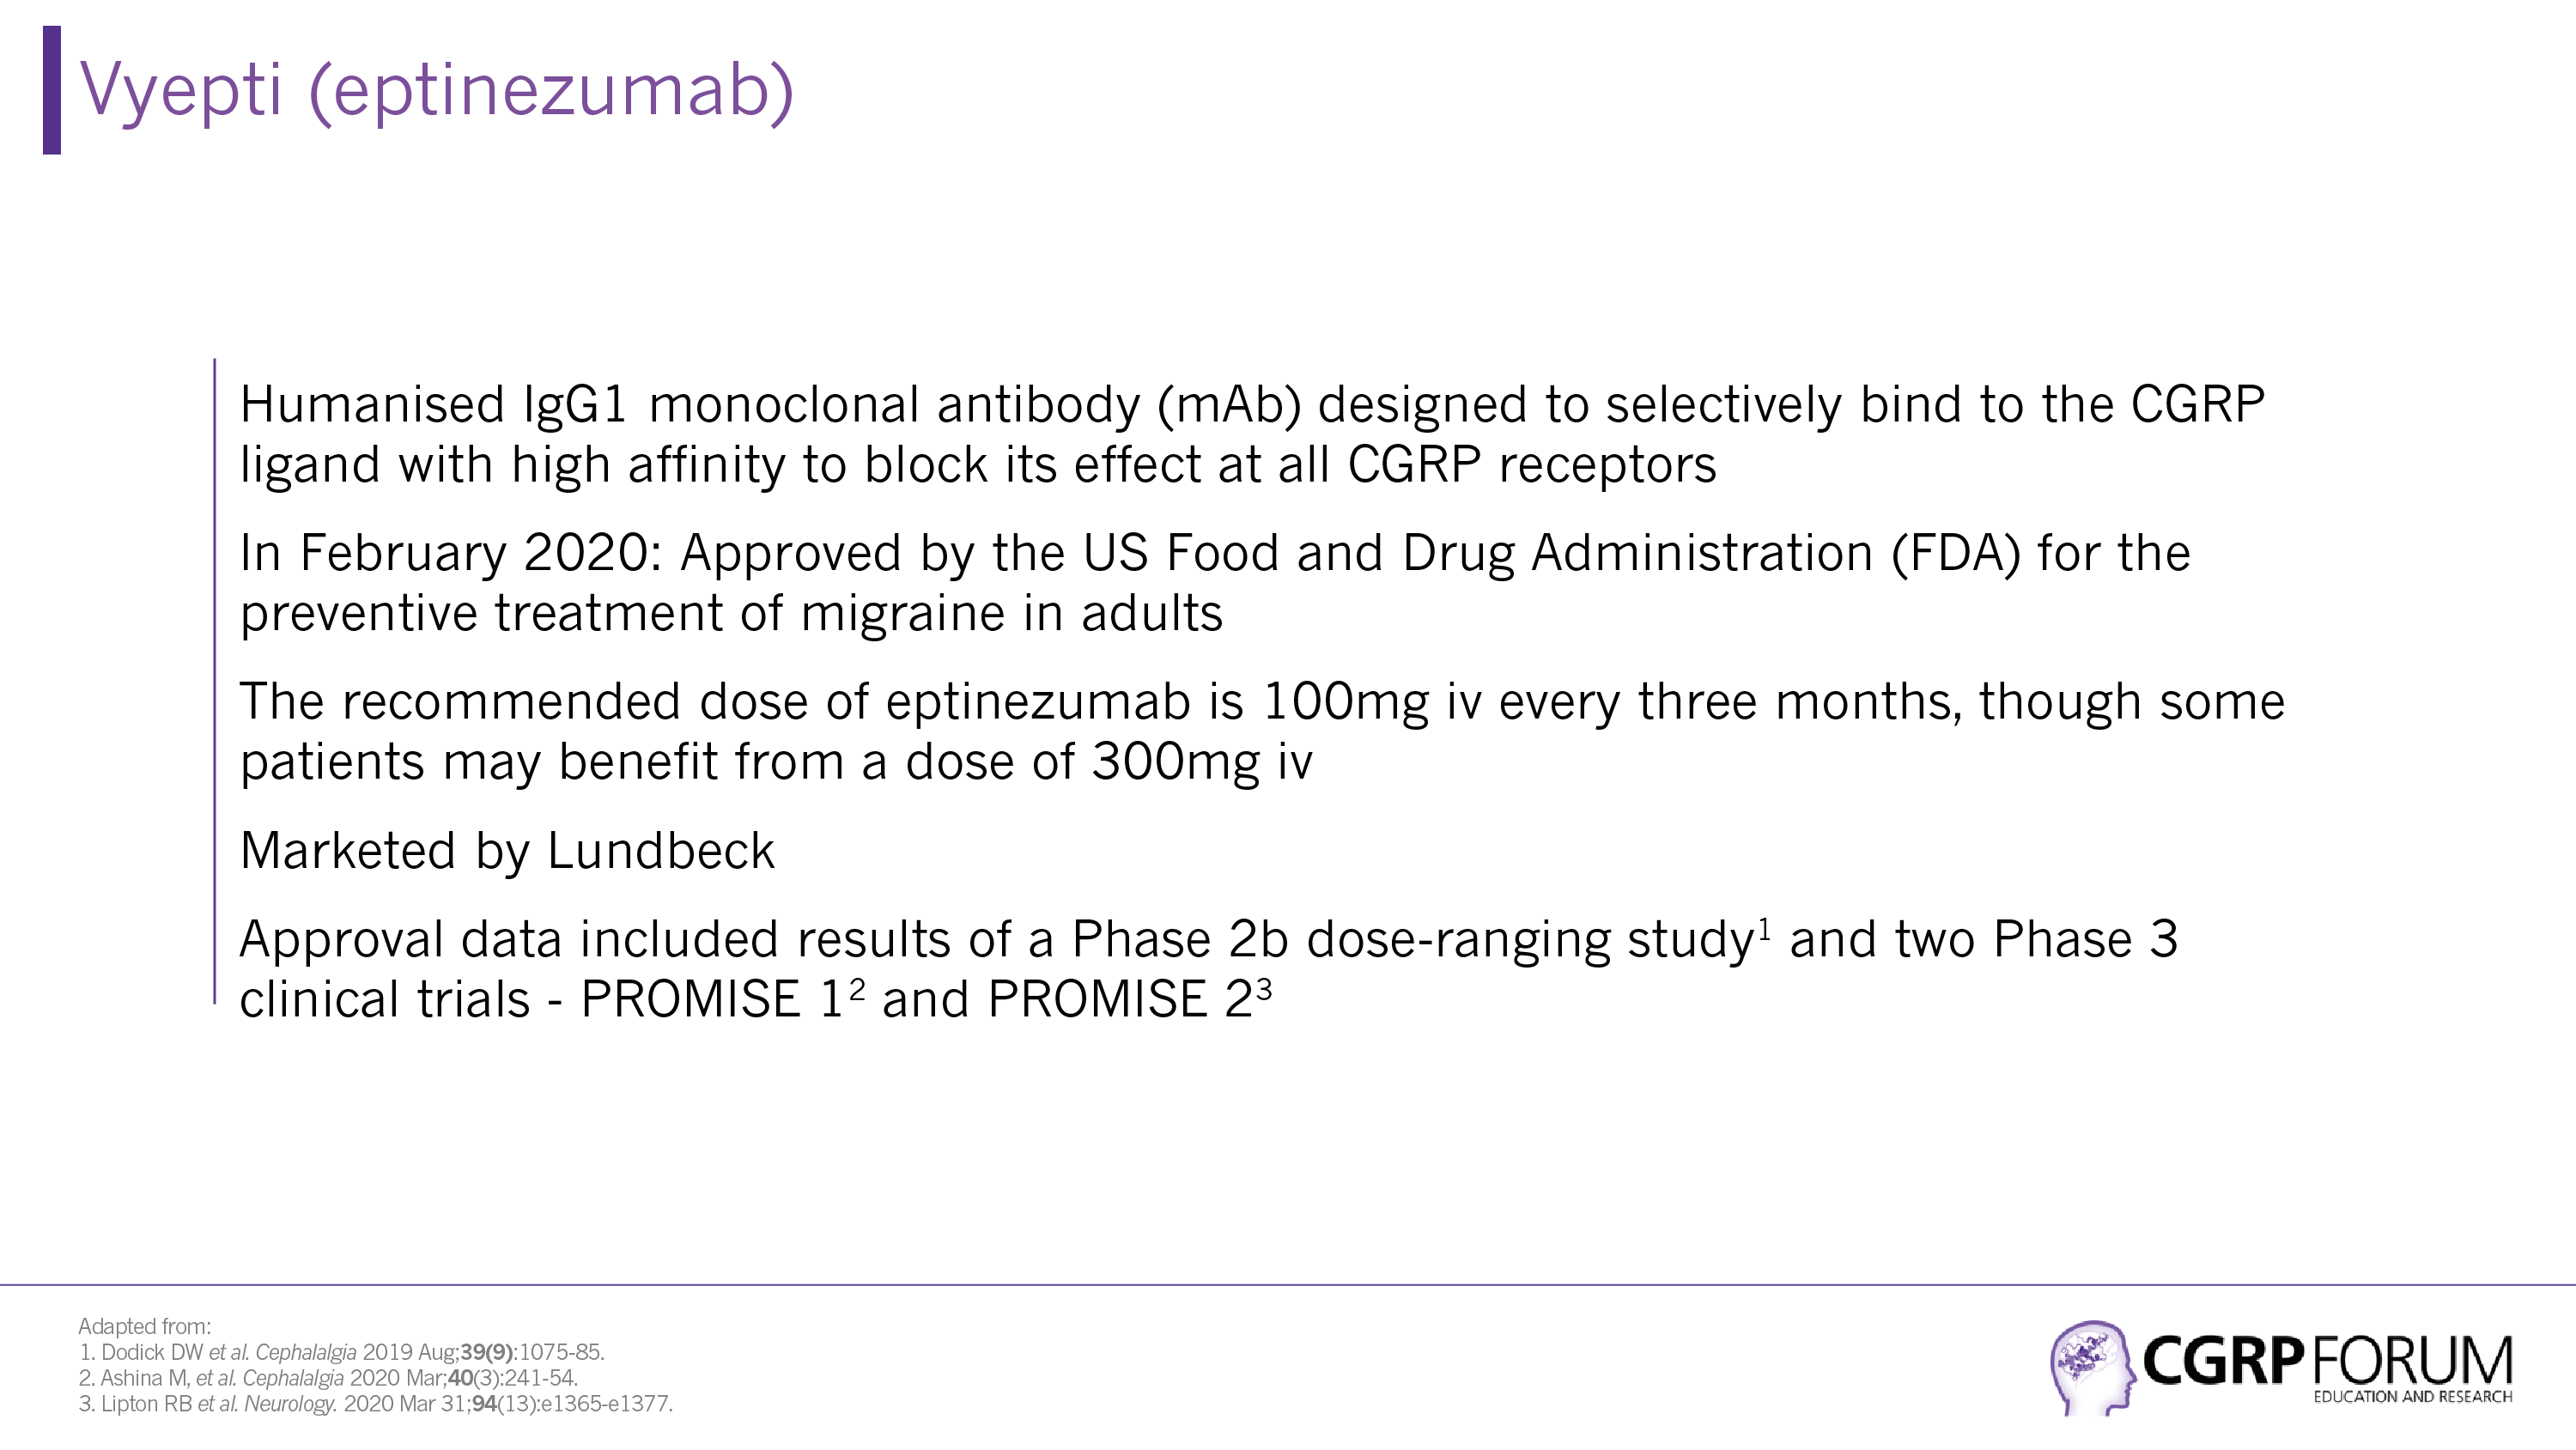 Vyepti (eptinezumab)
Humanised IgG1 monoclonal antibody (mAb) designed to selectively bind to the CGRP
ligand with high affinity to block its effect at all CGRP receptors
In February 2020: Approved by the US Food and Drug Administration (FDA) for the
preventive treatment of migraine in adults
The recommended dose of eptinezumab is 100mg iv every three months, though some
patients may benefit from a dose of 300mg iv
Marketed by Lundbeck
Approval data included results of a Phase 2b dose-ranging study¹ and two Phase 3
clinical trials - PROMISE 1² and PROMISE 2³
Adapted from:
1. Dodick DW et al. Cephalalgia 2019 Aug;39(9):1075-85.
2. Ashina M, et al. Cephalalgia 2020 Mar;40(3):241-54.
3. Lipton RB et al. Neurology. 2020 Mar 31;94(13):e1365-e1377.
CGRP FORUM
EDUCATION AND RESEARCH